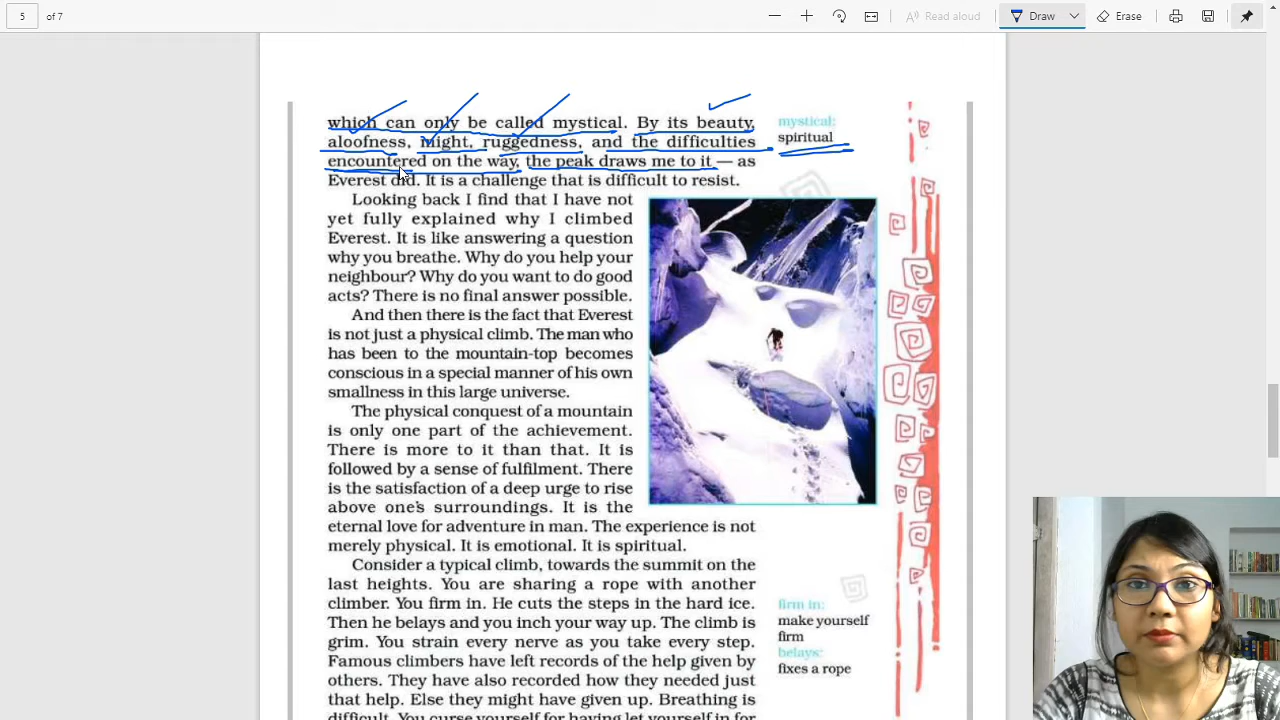 5 of 7
Read aloud
Draw
Erase
which can only be called mystical. By its beauty,
aloofness, might, ruggedness, and the difficulties
encountered on the way, the peak draws me to it — as
Everest did. It is a challenge that is difficult to resist.
mystical:
spiritual
Looking back I find that I have not
yet fully explained why I climbed
Everest. It is like answering a question
why you breathe. Why do you help your
neighbour? Why do you want to do good
acts? There is no final answer possible.
And then there is the fact that Everest
is not just a physical climb. The man who
has been to the mountain-top becomes
conscious in a special manner of his own
smallness in this large universe.
The physical conquest of a mountain
is only one part of the achievement.
There is more to it than that. It is
followed by a sense of fulfilment. There
is the satisfaction of a deep urge to rise
above one's surroundings. It is the
eternal love for adventure in man. The experience is not
merely physical. It is emotional. It is spiritual.
Consider a typical climb, towards the summit on the
last heights. You are sharing a rope with another
climber. You firm in. He cuts the steps in the hard ice.
Then he belays and you inch your way up. The climb is
grim. You strain every nerve as you take every step.
Famous climbers have left records of the help given by
others. They have also recorded how they needed just
that help. Else they might have given up. Breathing is
difficult. You curse yourself for having let yourself in for
firm in:
make yourself
firm
belays:
fixes a rope